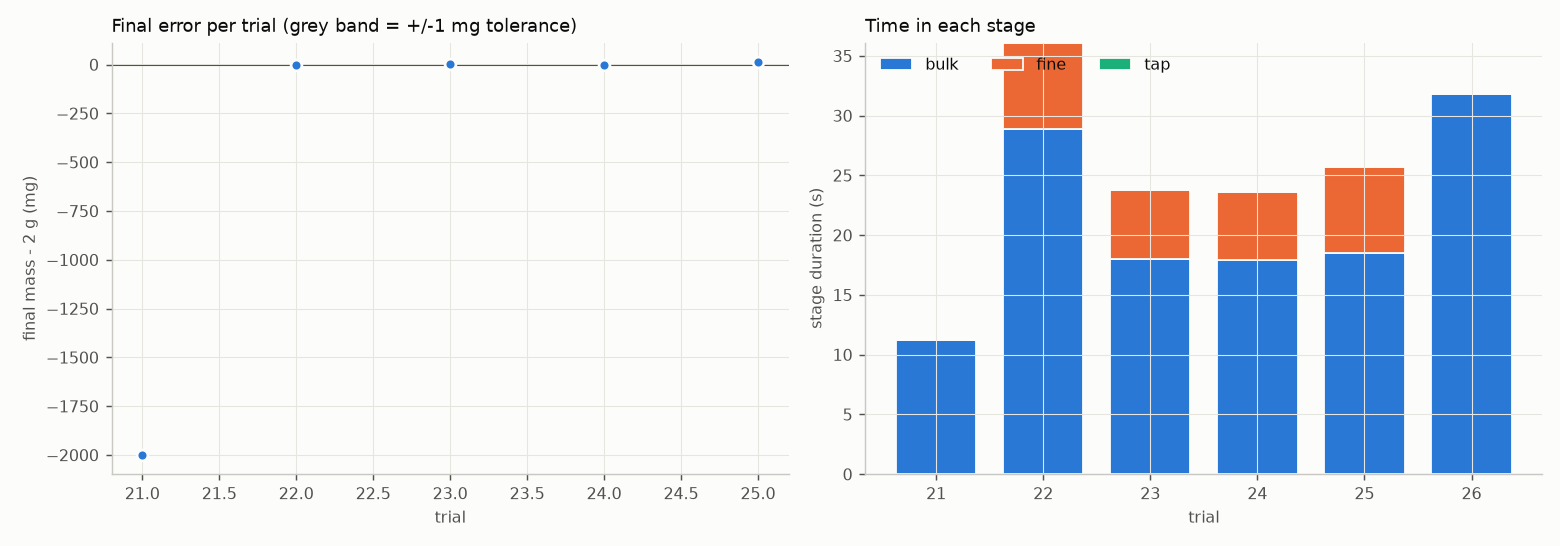 Final error per trial (grey band = +/-1 mg tolerance)
final mass - 2 g (mg)
0
−250
−500
−750
−1000
−1250
−1500
−1750
−2000
21.0 21.5 22.0 22.5 23.0 23.5 24.0 24.5 25.0
trial
Time in each stage
bulk fine tap
stage duration (s)
35
30
25
20
15
10
5
0
21 22 23 24 25 26
trial